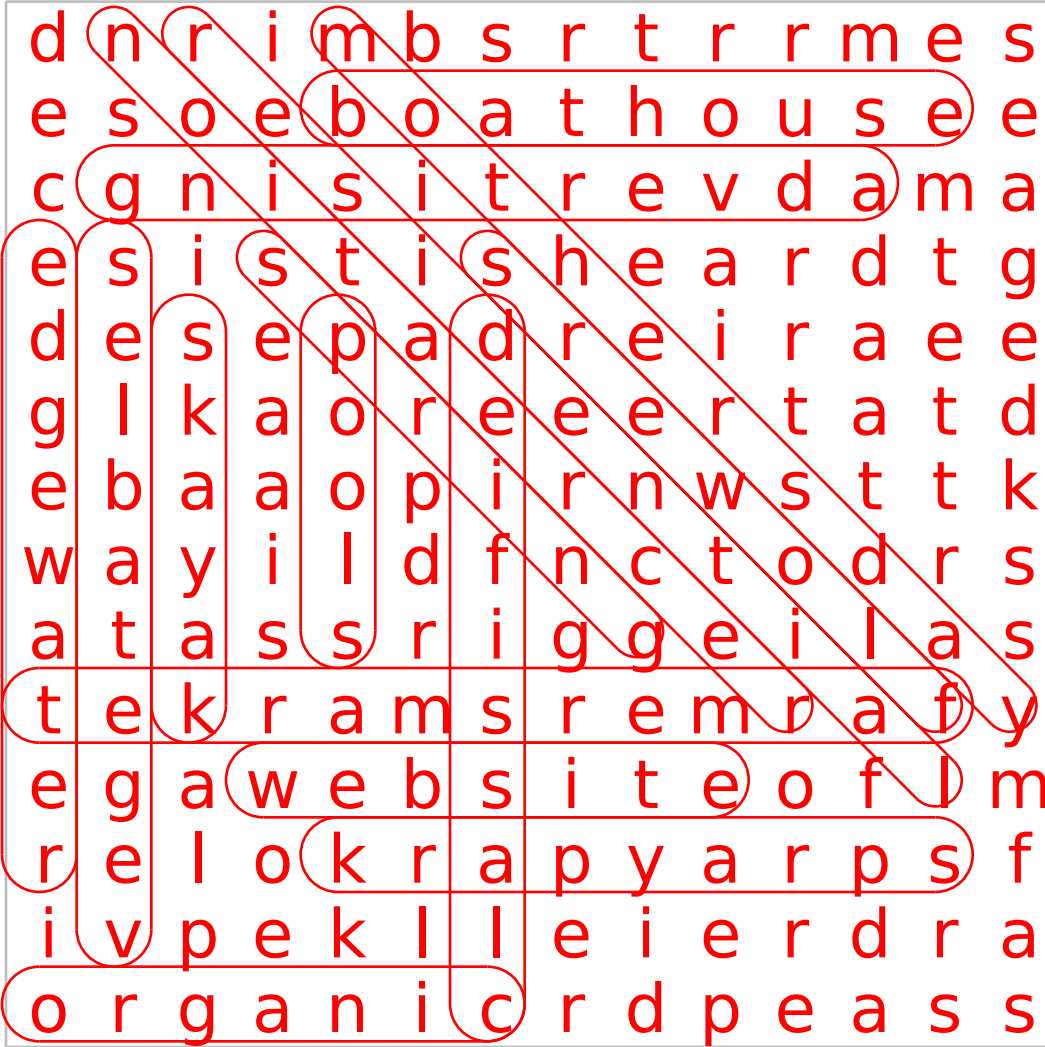 d n r i m b s r t r r m e s
e s o e b o a t h o u s e e
c g n i s i t r e v d a m a
e s i s t i s h e a r d t g
d e s e p a d r e i r a e e
g l k a o r e e e r t a t d
e b a a o p i r n w s t t k
w a y i l d f n c t o d r s
a t a s s r i g g e i l a s
t e k r a m s r e m r a f y
e g a w e b s i t e o f l m
r e l o k r a p y a r p s f
i v p e k l l e i e r d r a
o r g a n i c r d p e a s s